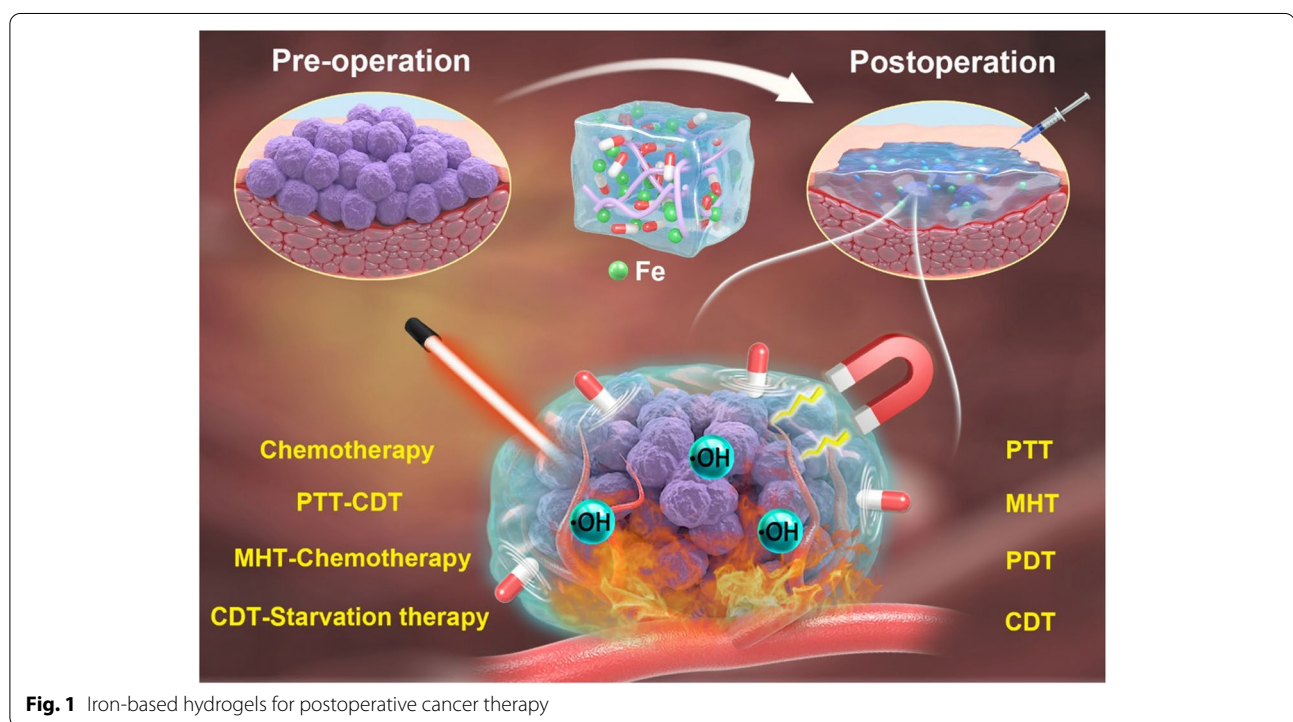 Pre-operation
Postoperation
Fe
·OH
·OH
·OH
Chemotherapy
PTT-CDT
MHT-Chemotherapy
CDT-Starvation therapy
PTT
MHT
PDT
CDT
Fig. 1 Iron-based hydrogels for postoperative cancer therapy